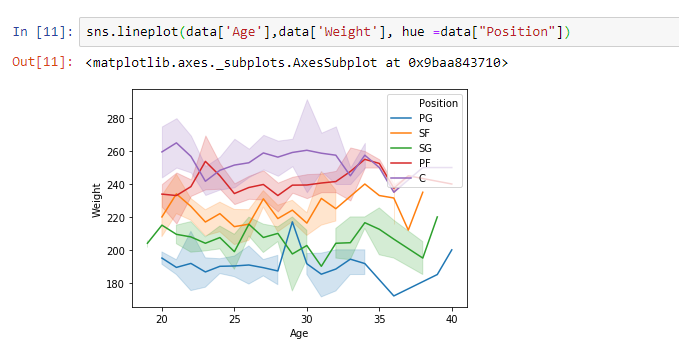 In [11]: sns.lineplot(data['Age'],data['Weight'], hue =data["Position"])
Out[11]: <matplotlib.axes._subplots.AxesSubplot at 0x9baa843710>
Position
PG
SF
SG
PF
C
280
260
240
220
200
180
Weight
20 25 30 35 40
Age